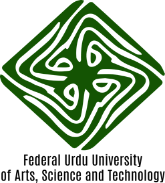 Federal Urdu University
of Arts, Science and Technology